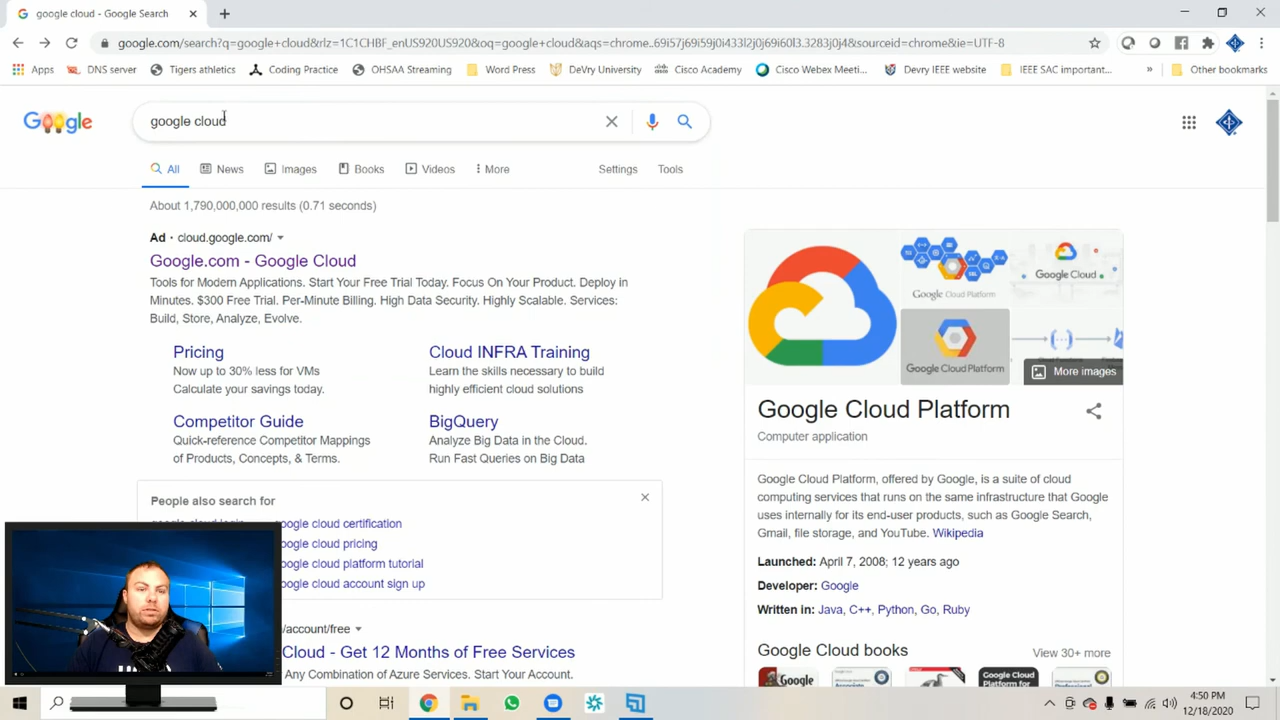 google cloud - Google Search
google.com/search?q=google+cloud&rlz=1C1CHBF_enUS920US920&oq=google+cloud&aqs=chrome..69i57j69i59j0i433l2j0j69i60l3.3283j0j4&sourceid=chrome&ie=UTF-8
Apps DNS server Tigers athletics Coding Practice OHSAA Streaming Word Press DeVry University Cisco Academy Cisco Webex Meeti... Devry IEEE website IEEE SAC important... » Other bookmarks
Google
google cloud
All News Images Books Videos More Settings Tools
About 1,790,000,000 results (0.71 seconds)
Ad · cloud.google.com/
Google.com - Google Cloud
Tools for Modern Applications. Start Your Free Trial Today. Focus On Your Product. Deploy in
Minutes. $300 Free Trial. Per-Minute Billing. High Data Security. Highly Scalable. Services:
Build, Store, Analyze, Evolve.
Pricing
Now up to 30% less for VMs
Calculate your savings today.
Cloud INFRA Training
Learn the skills necessary to build
highly efficient cloud solutions
Competitor Guide
Quick-reference Competitor Mappings
of Products, Concepts, & Terms.
BigQuery
Analyze Big Data in the Cloud.
Run Fast Queries on Big Data
People also search for
google cloud certification
oogle cloud pricing
oogle cloud platform tutorial
oogle cloud account sign up
/account/free
Cloud - Get 12 Months of Free Services
Any Combination of Azure Services. Start Your Account.
Google Cloud Platform
Google Cloud
Google Cloud Platform
More images
Google Cloud Platform
Computer application
Google Cloud Platform, offered by Google, is a suite of cloud
computing services that runs on the same infrastructure that Google
uses internally for its end-user products, such as Google Search,
Gmail, file storage, and YouTube. Wikipedia
Launched: April 7, 2008; 12 years ago
Developer: Google
Written in: Java, C++, Python, Go, Ruby
Google Cloud books
View 30+ more
Google
Google Cloud
Platform for
4:50 PM
12/18/2020